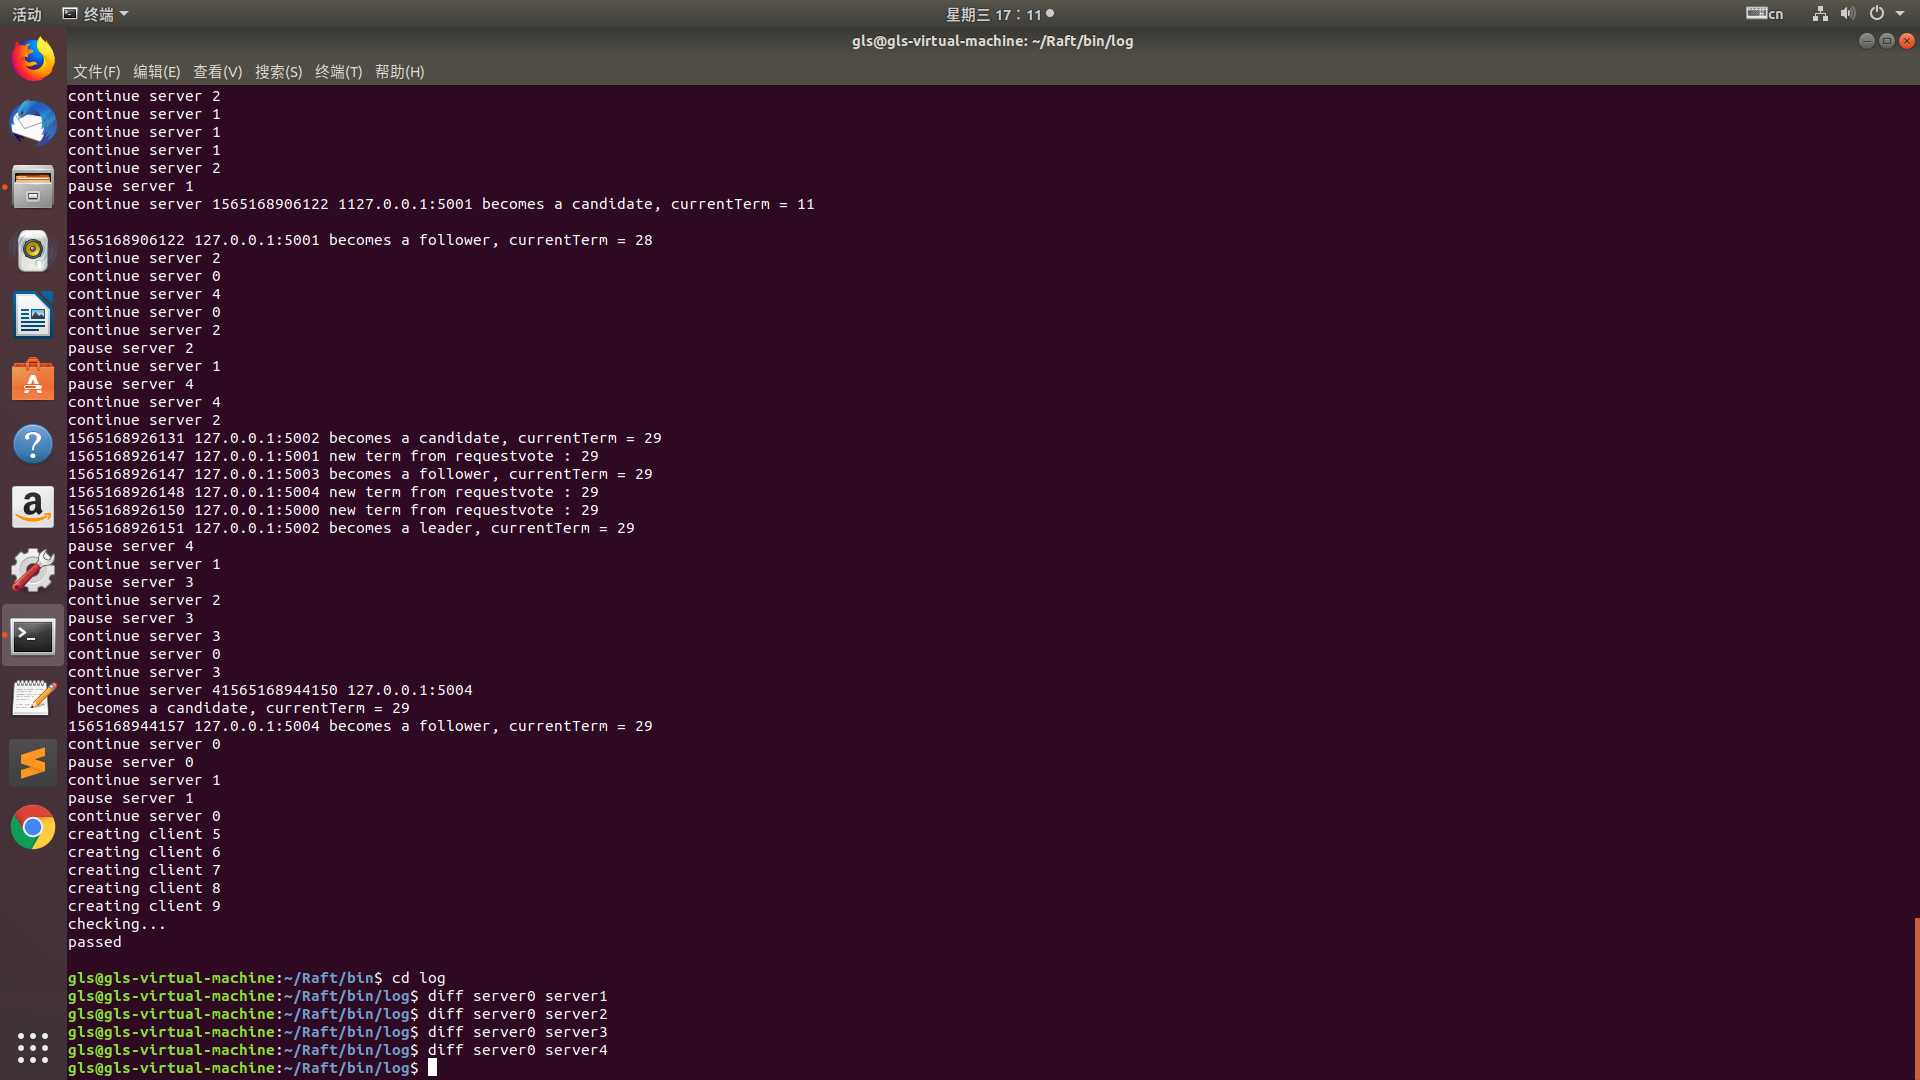 活动 终端 星期三 17：11 cn
gls@gls-virtual-machine: ~/Raft/bin/log
文件(F) 编辑(E) 查看(V) 搜索(S) 终端(T) 帮助(H)
continue server 2
continue server 1
continue server 1
continue server 1
continue server 2
pause server 1
continue server 1565168906122 1127.0.0.1:5001 becomes a candidate, currentTerm = 11
1565168906122 127.0.0.1:5001 becomes a follower, currentTerm = 28
continue server 2
continue server 0
continue server 4
continue server 0
continue server 2
pause server 2
continue server 1
pause server 4
continue server 4
continue server 2
1565168926131 127.0.0.1:5002 becomes a candidate, currentTerm = 29
1565168926147 127.0.0.1:5001 new term from requestvote : 29
1565168926147 127.0.0.1:5003 becomes a follower, currentTerm = 29
1565168926148 127.0.0.1:5004 new term from requestvote : 29
1565168926150 127.0.0.1:5000 new term from requestvote : 29
1565168926151 127.0.0.1:5002 becomes a leader, currentTerm = 29
pause server 4
continue server 1
pause server 3
continue server 2
pause server 3
continue server 3
continue server 0
continue server 3
continue server 41565168944150 127.0.0.1:5004
becomes a candidate, currentTerm = 29
1565168944157 127.0.0.1:5004 becomes a follower, currentTerm = 29
continue server 0
pause server 0
continue server 1
pause server 1
continue server 0
creating client 5
creating client 6
creating client 7
creating client 8
creating client 9
checking...
passed
gls@gls-virtual-machine:~/Raft/bin$ cd log
gls@gls-virtual-machine:~/Raft/bin/log$ diff server0 server1
gls@gls-virtual-machine:~/Raft/bin/log$ diff server0 server2
gls@gls-virtual-machine:~/Raft/bin/log$ diff server0 server3
gls@gls-virtual-machine:~/Raft/bin/log$ diff server0 server4
gls@gls-virtual-machine:~/Raft/bin/log$